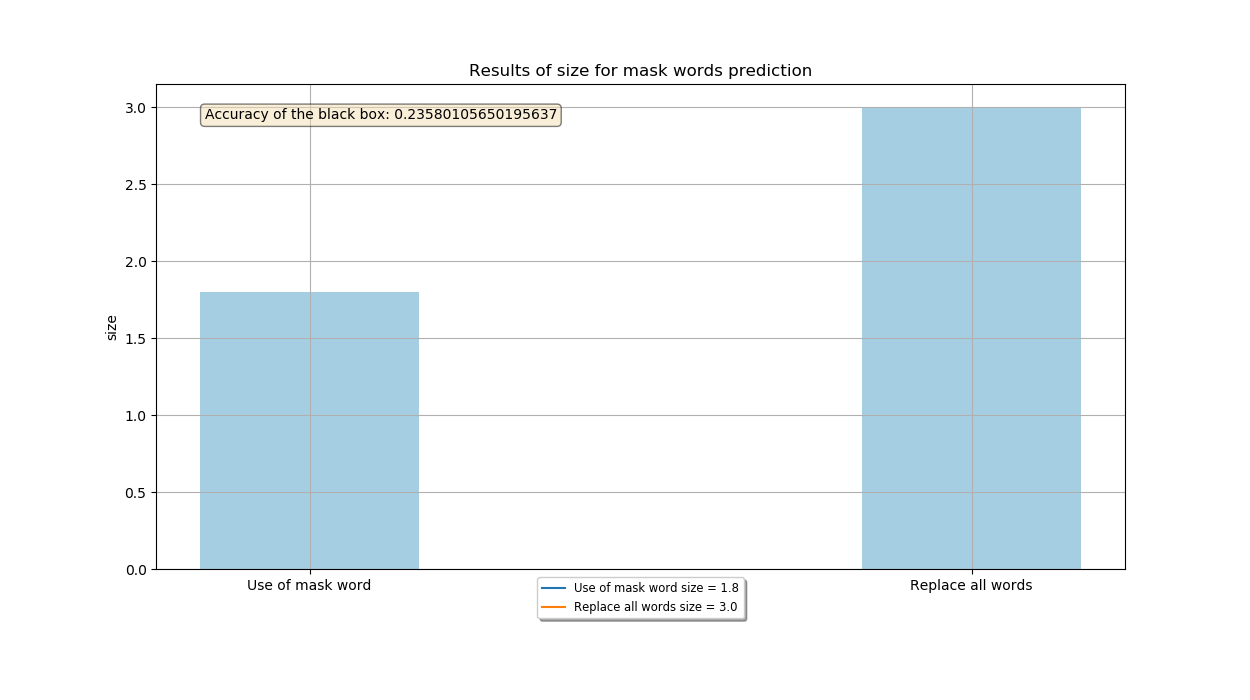 Results of size for mask words prediction
Accuracy of the black box: 0.23580105650195637
3.0
2.5
2.0
1.5
1.0
0.5
0.0
size
Use of mask word
Replace all words
Use of mask word size = 1.8
Replace all words size = 3.0